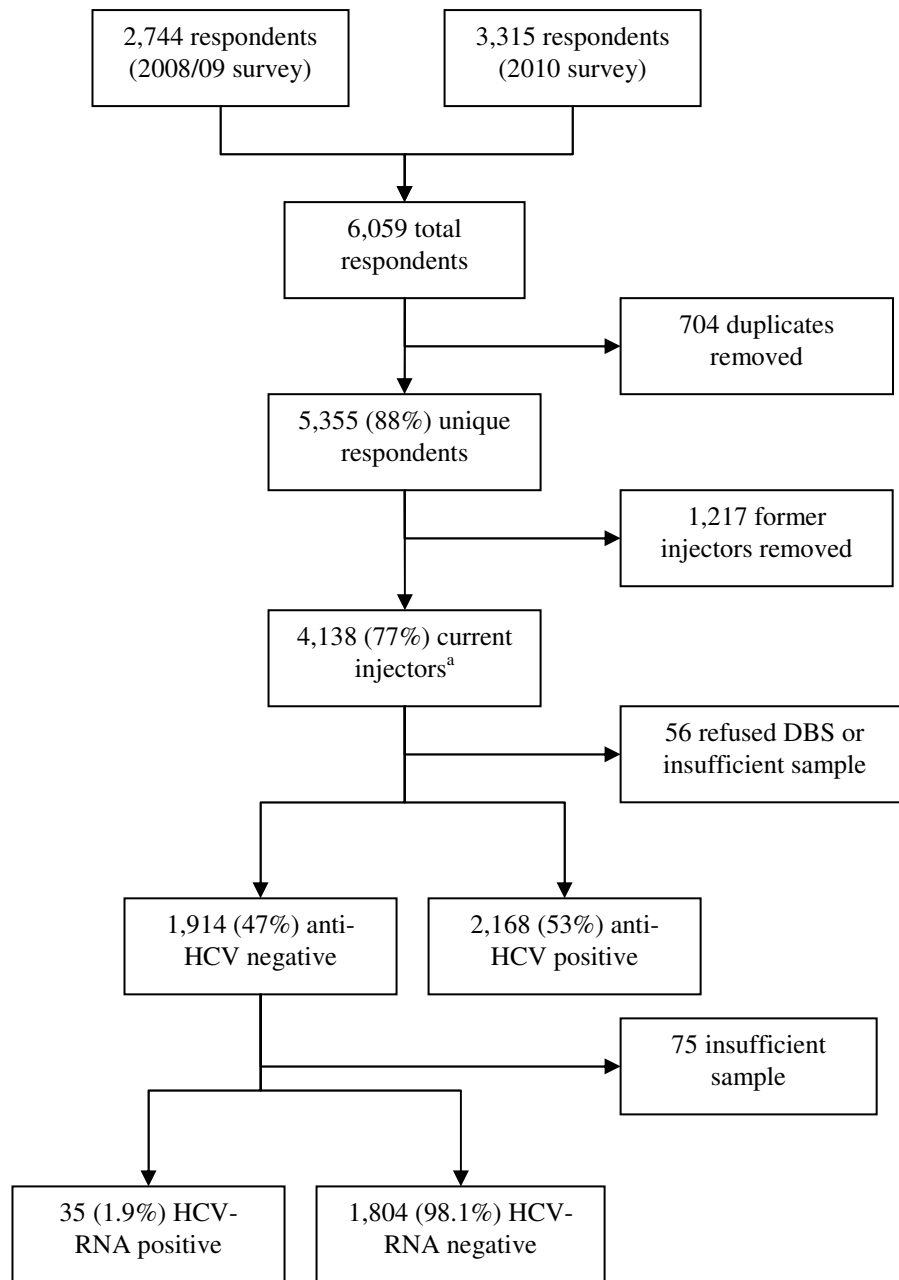 2,744 respondents
(2008/09 survey)
3,315 respondents
(2010 survey)
6,059 total
respondents
704 duplicates
removed
5,355 (88%) unique
respondents
1,217 former
injectors removed
4,138 (77%) current
injectorsᵃ
56 refused DBS or
insufficient sample
1,914 (47%) anti-
HCV negative
2,168 (53%) anti-
HCV positive
75 insufficient
sample
35 (1.9%) HCV-
RNA positive
1,804 (98.1%) HCV-
RNA negative